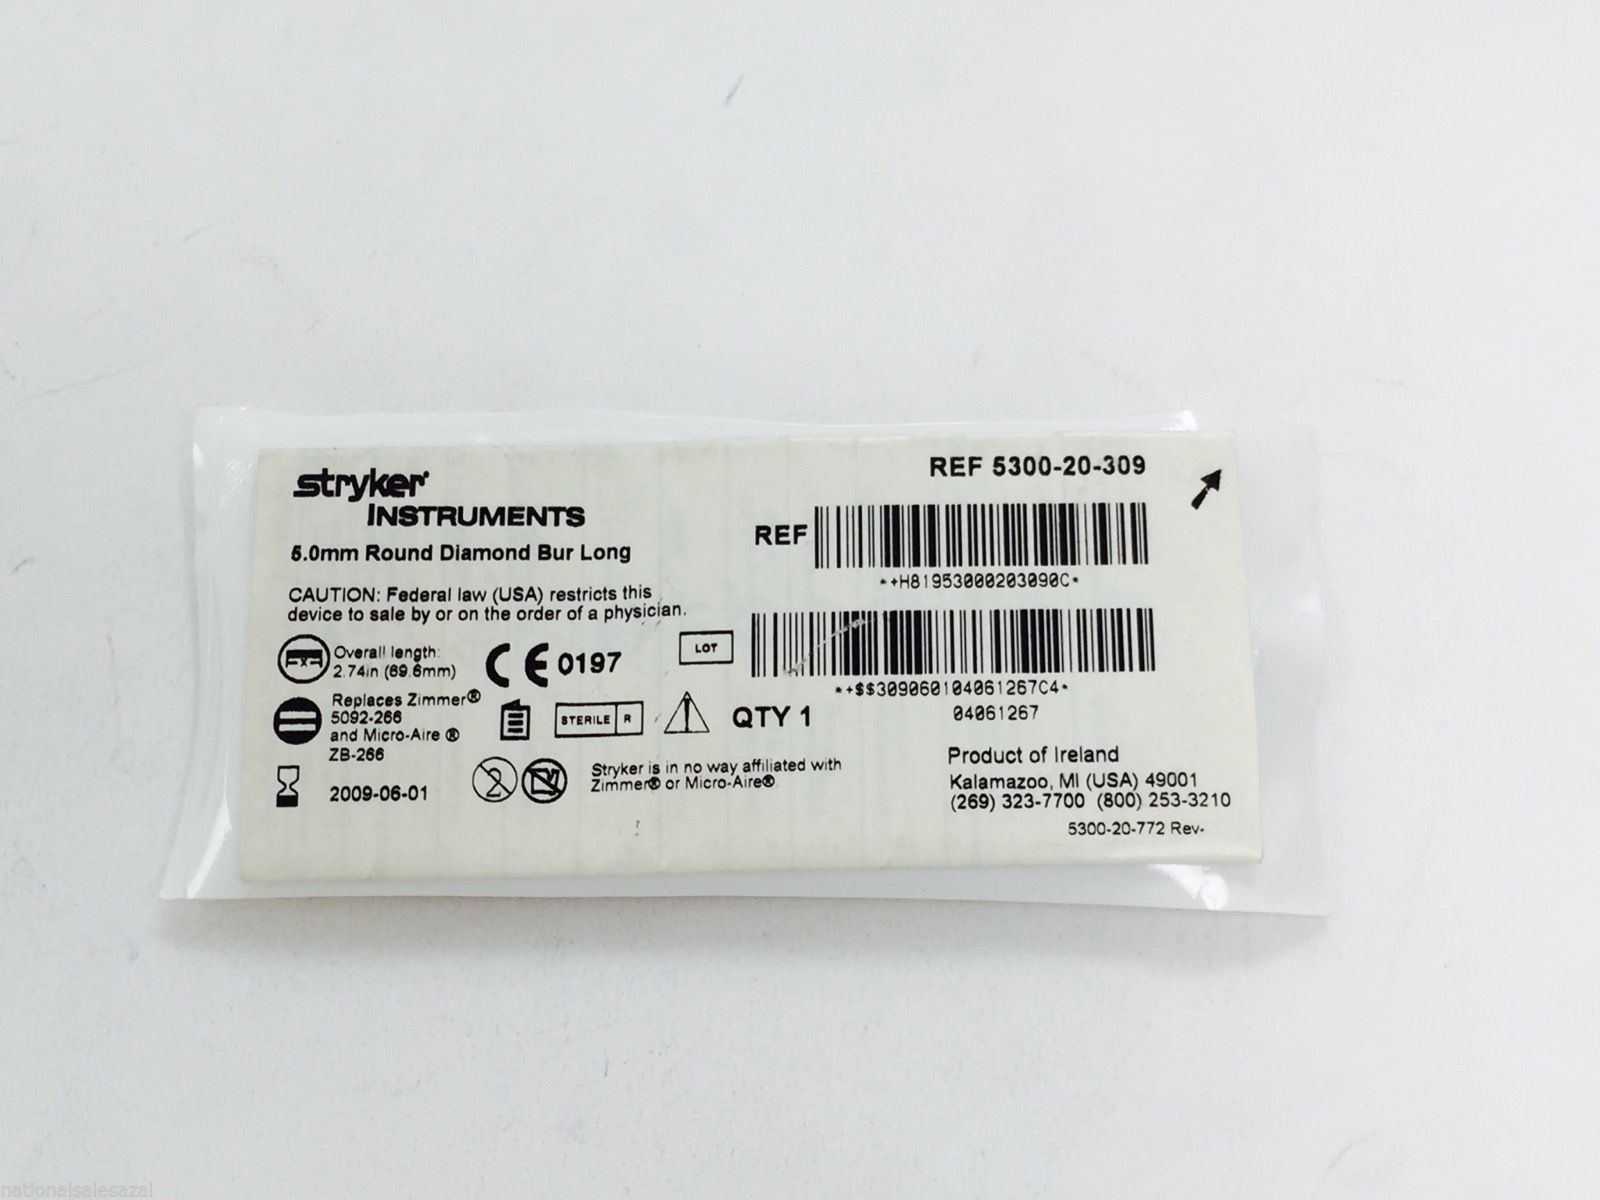 stryker
INSTRUMENTS
5.0mm Round Diamond Bur Long
CAUTION: Federal law (USA) restricts this
device to sale by or on the order of a physician.
Overall length:
2.74in (69.6mm)
CE 0197
Replaces Zimmer®
5092-266
and Micro-Aire ®
ZB-266
STERILE R
2009-06-01
2
Stryker is in no way affiliated with
Zimmer® or Micro-Aire®
REF 5300-20-309
REF
*+H81953000203090C*
LOT
*+$$309060104061267C4*
04061267
QTY 1
Product of Ireland
Kalamazoo, MI (USA) 49001
(269) 323-7700 (800) 253-3210
5300-20-772 Rev-
nationalsalesazal